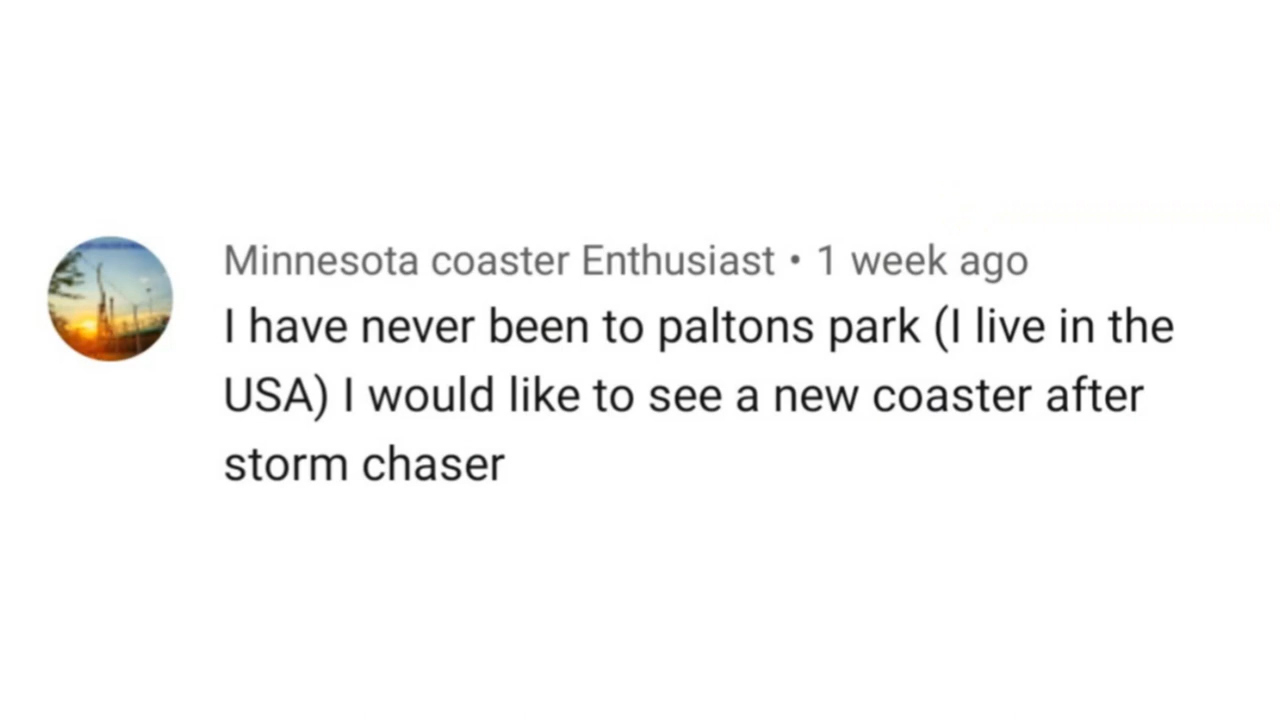 Minnesota coaster Enthusiast • 1 week ago
I have never been to paltons park (I live in the
USA) I would like to see a new coaster after
storm chaser